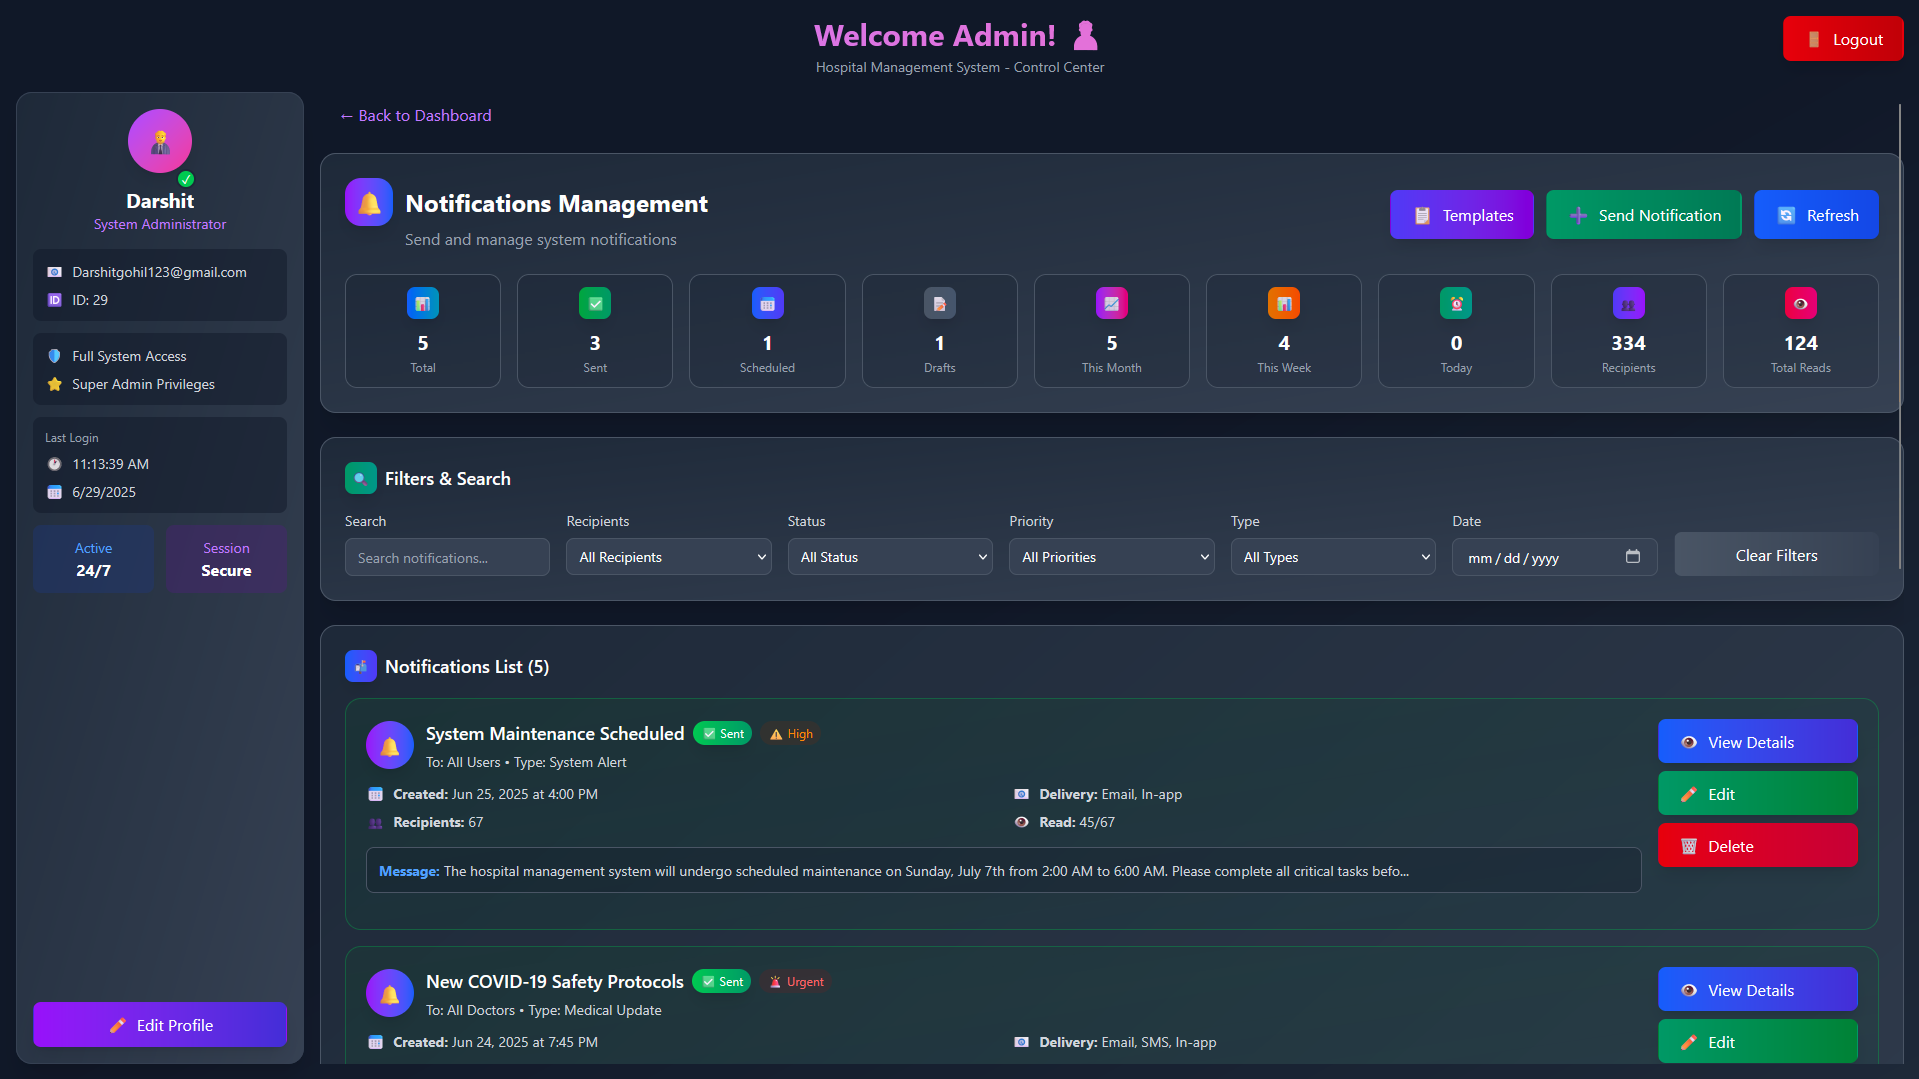 Welcome Admin!
Hospital Management System - Control Center
Logout
Darshit
System Administrator
Darshitgohil123@gmail.com
ID: 29
Full System Access
Super Admin Privileges
Last Login
11:13:39 AM
6/29/2025
Active
24/7
Session
Secure
Edit Profile
← Back to Dashboard
Notifications Management
Send and manage system notifications
Templates
Send Notification
Refresh
5
Total
3
Sent
1
Scheduled
1
Drafts
5
This Month
4
This Week
0
Today
334
Recipients
124
Total Reads
Filters & Search
Search
Search notifications...
Recipients
All Recipients
Status
All Status
Priority
All Priorities
Type
All Types
Date
mm/dd/yyyy
Clear Filters
Notifications List (5)
System Maintenance Scheduled Sent High
To: All Users • Type: System Alert
Created: Jun 25, 2025 at 4:00 PM
Delivery: Email, In-app
Recipients: 67
Read: 45/67
Message: The hospital management system will undergo scheduled maintenance on Sunday, July 7th from 2:00 AM to 6:00 AM. Please complete all critical tasks befo...
View Details
Edit
Delete
New COVID-19 Safety Protocols Sent Urgent
To: All Doctors • Type: Medical Update
Created: Jun 24, 2025 at 7:45 PM
Delivery: Email, SMS, In-app
View Details
Edit